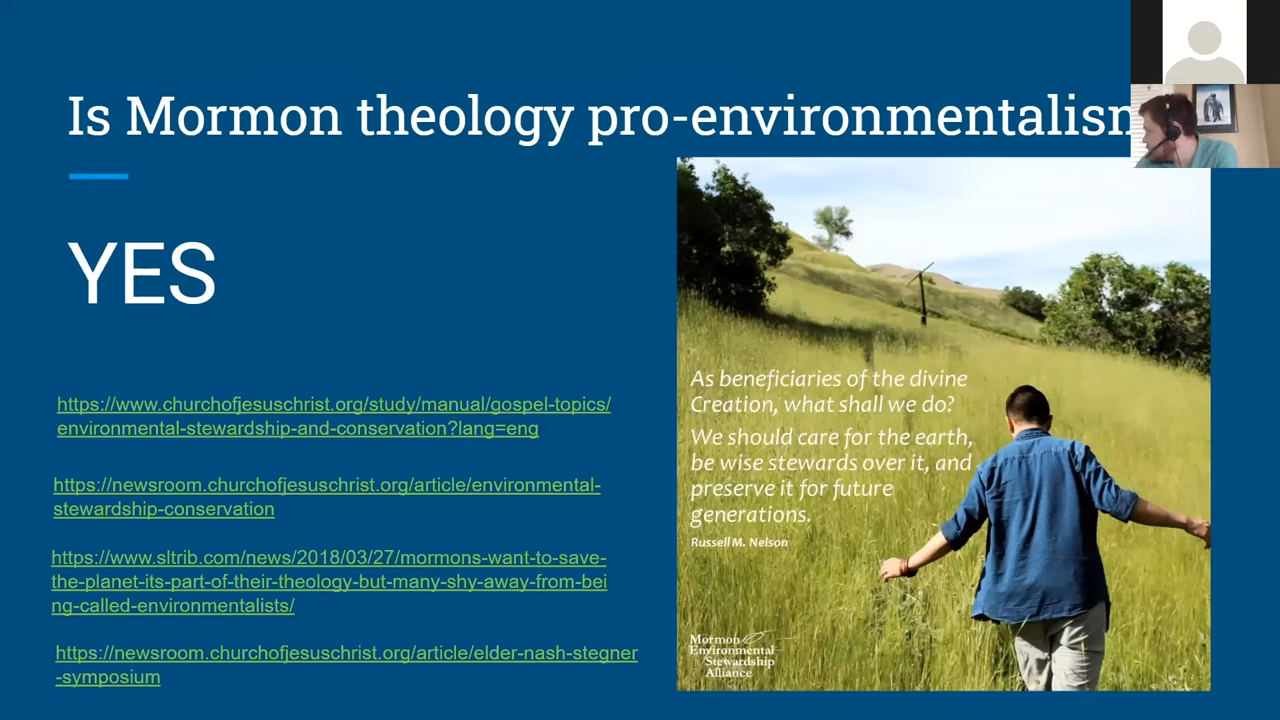 Is Mormon theology pro-environmentalism
YES
https://www.churchofjesuschrist.org/study/manual/gospel-topics/
environmental-stewardship-and-conservation?lang=eng
https://newsroom.churchofjesuschrist.org/article/environmental-
stewardship-conservation
https://www.sltrib.com/news/2018/03/27/mormons-want-to-save-
the-planet-its-part-of-their-theology-but-many-shy-away-from-bei
ng-called-environmentalists/
https://newsroom.churchofjesuschrist.org/article/elder-nash-stegner
-symposium
As beneficiaries of the divine
Creation, what shall we do?
We should care for the earth,
be wise stewards over it, and
preserve it for future
generations.
Russell M. Nelson
Mormon
Environmental
Stewardship
Alliance